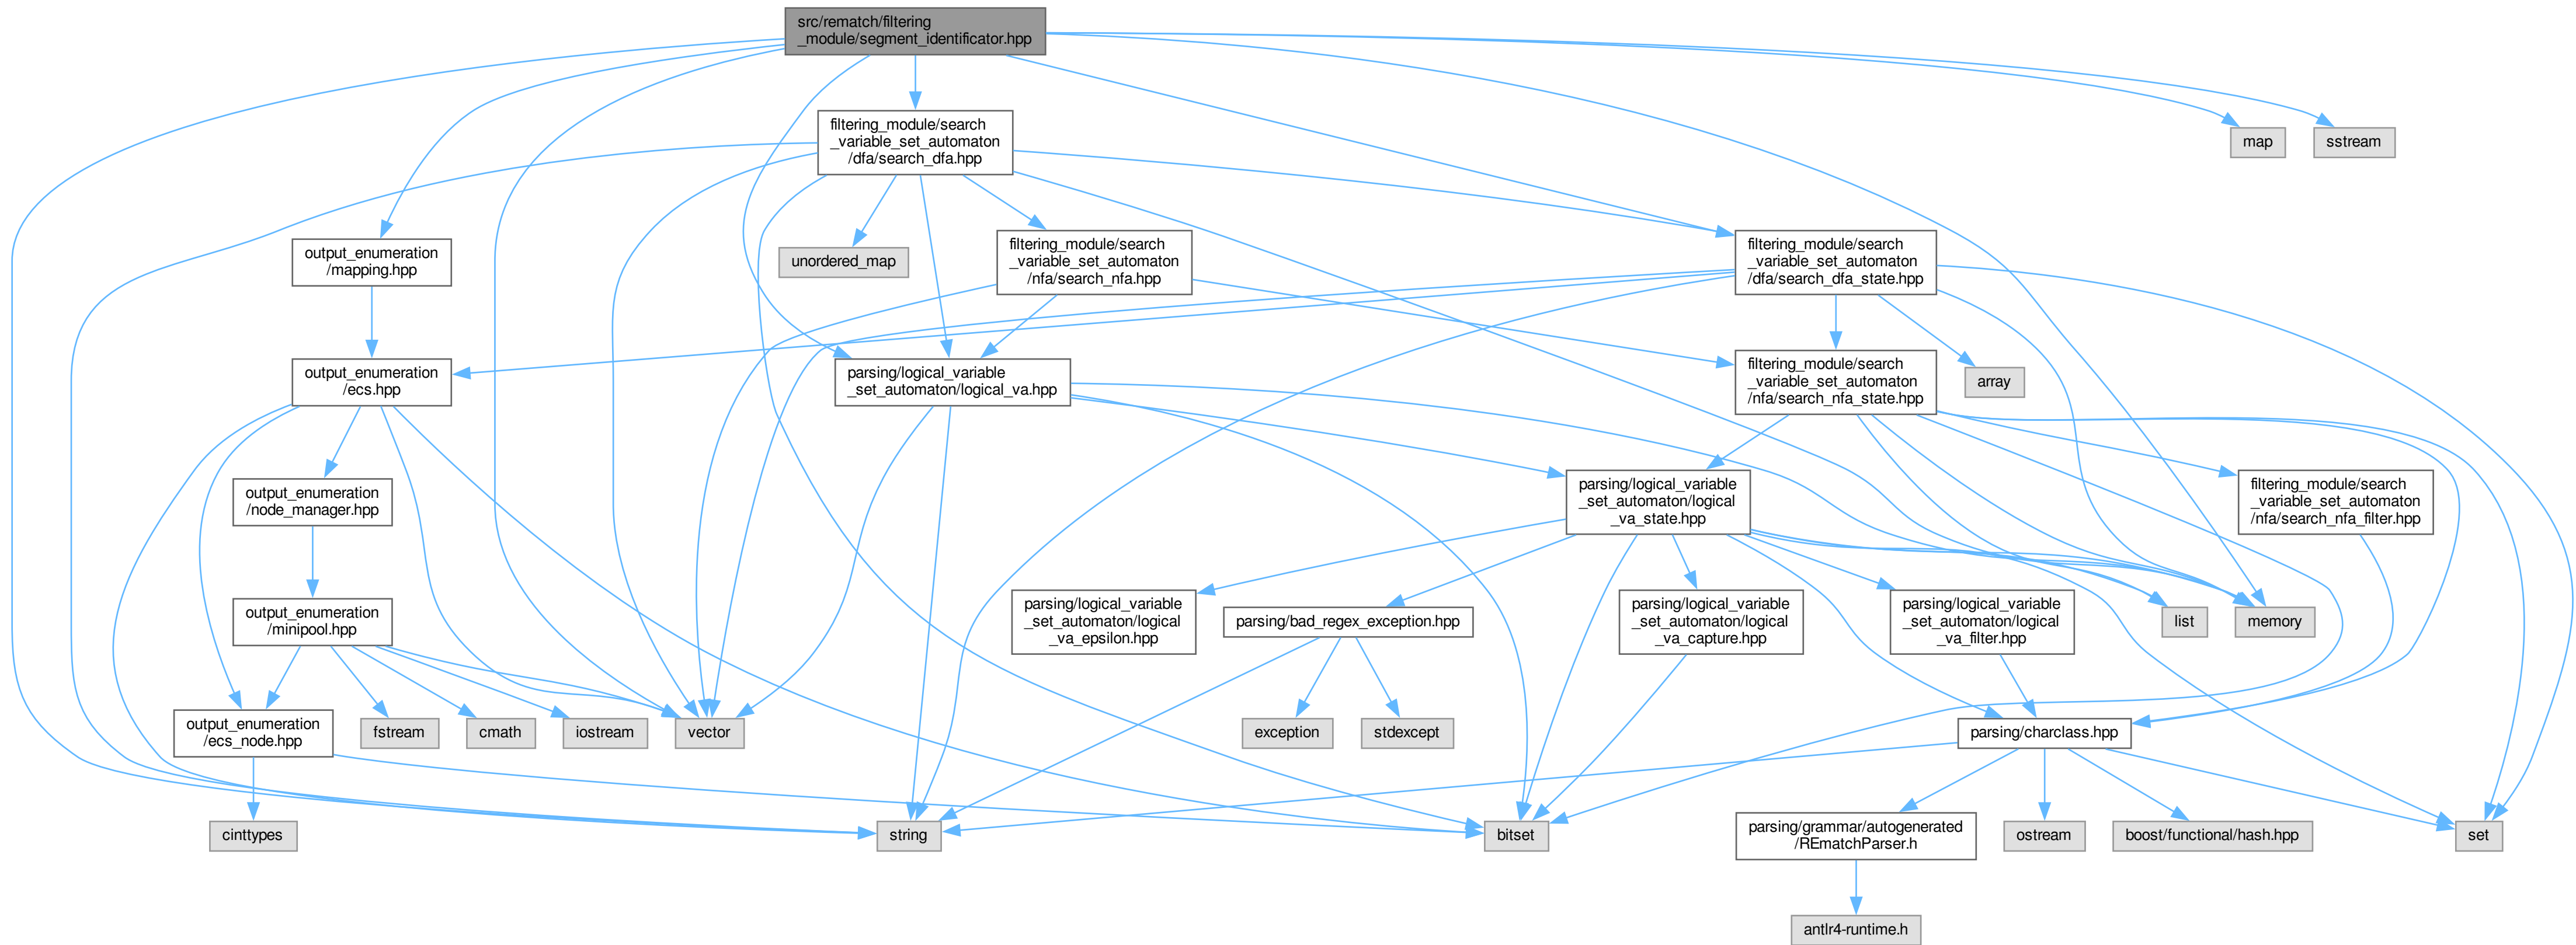 src/rematch/filtering
_module/segment_identificator.hpp
filtering_module/search
_variable_set_automaton
/dfa/search_dfa.hpp
map
sstream
output_enumeration
/mapping.hpp
unordered_map
filtering_module/search
_variable_set_automaton
/nfa/search_nfa.hpp
filtering_module/search
_variable_set_automaton
/dfa/search_dfa_state.hpp
output_enumeration
/ecs.hpp
parsing/logical_variable
_set_automaton/logical_va.hpp
filtering_module/search
_variable_set_automaton
/nfa/search_nfa_state.hpp
array
output_enumeration
/node_manager.hpp
parsing/logical_variable
_set_automaton/logical
_va_state.hpp
filtering_module/search
_variable_set_automaton
/nfa/search_nfa_filter.hpp
output_enumeration
/minipool.hpp
parsing/logical_variable
_set_automaton/logical
_va_epsilon.hpp
parsing/bad_regex_exception.hpp
parsing/logical_variable
_set_automaton/logical
_va_capture.hpp
parsing/logical_variable
_set_automaton/logical
_va_filter.hpp
list
memory
output_enumeration
/ecs_node.hpp
fstream
cmath
iostream
vector
exception
stdexcept
parsing/charclass.hpp
cinttypes
string
bitset
parsing/grammar/autogenerated
/REmatchParser.h
ostream
boost/functional/hash.hpp
set
antlr4-runtime.h